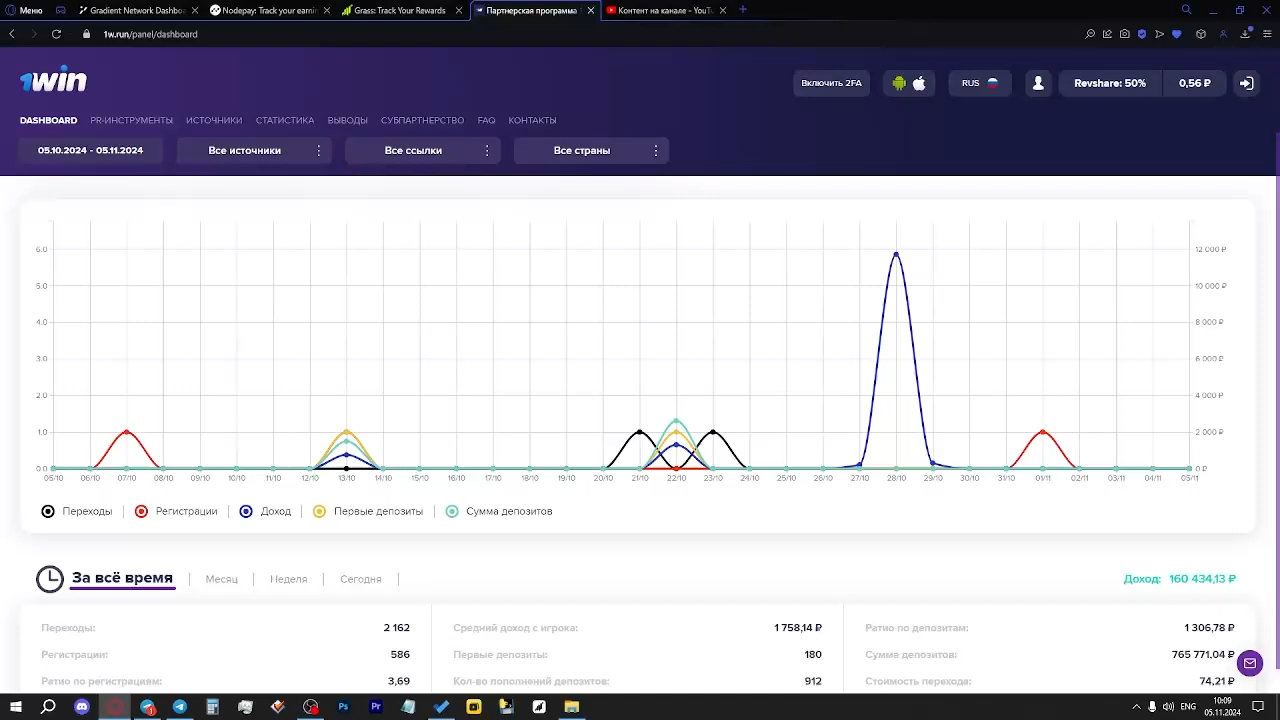 Меню
Gradient Network Dashboa
Nodepay Track your earnin
Grass: Track Your Rewards
Партнерская программа
Контент на канале - YouTu
1w.run/panel/dashboard
1win
Включить 2FA
RUS
Revshare: 50%
0,56 ₽
DASHBOARD PR-ИНСТРУМЕНТЫ ИСТОЧНИКИ СТАТИСТИКА ВЫВОДЫ СУБПАРТНЕРСТВО FAQ КОНТАКТЫ
05.10.2024 - 05.11.2024 Все источники Все ссылки Все страны
6.0 12 000 ₽
5.0 10 000 ₽
4.0 8 000 ₽
3.0 6 000 ₽
2.0 4 000 ₽
1.0 2 000 ₽
0.0 0 ₽
05/10 06/10 07/10 08/10 09/10 10/10 11/10 12/10 13/10 14/10 15/10 16/10 17/10 18/10 19/10 20/10 21/10 22/10 23/10 24/10 25/10 26/10 27/10 28/10 29/10 30/10 31/10 01/11 02/11 03/11 04/11 05/11
Переходы Регистрации Доход Первые депозиты Сумма депозитов
За всё время Месяц Неделя Сегодня Доход: 160 434,13 ₽
Переходы: 2 162 Средний доход с игрока: 1 758,14 ₽ Ратио по депозитам: 1 306,78 ₽
Регистрации: 586 Первые депозиты: 180 Сумма депозитов: 765 771,04 ₽
Ратио по регистрациям: 3,69 Кол-во пополнений депозитов: 912 Стоимость перехода: 74,21 ₽
ENG
10:09
05.11.2024